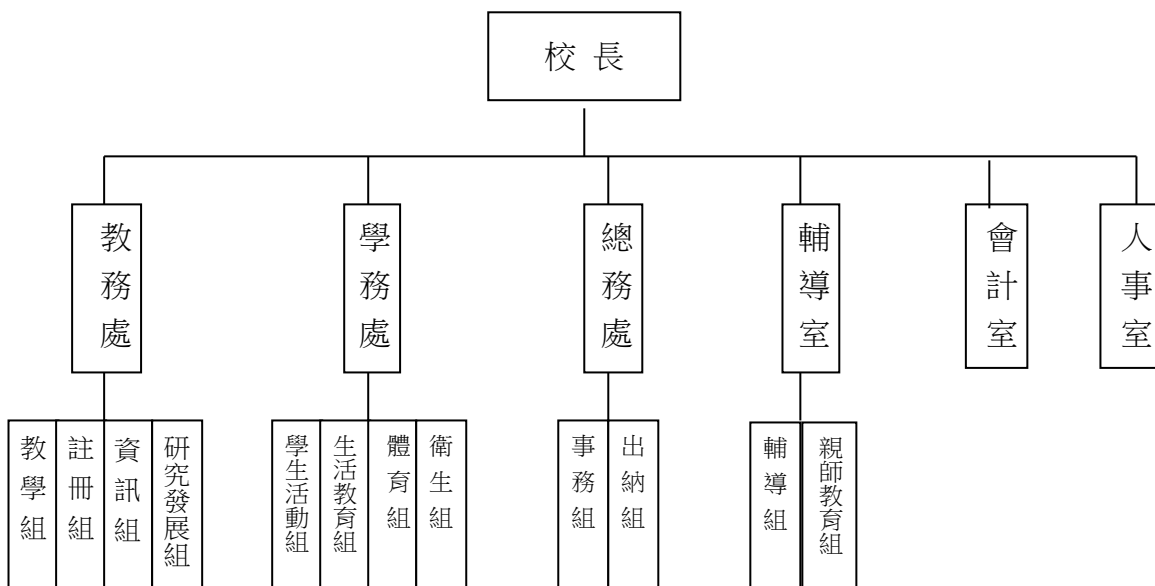 校長
教務處
學務處
總務處
輔導室
會計室
人事室
教學組
註冊組
資訊組
研究發展組
學生活動組
生活教育組
體育組
衛生組
事務組
出納組
輔導組
親師教育組